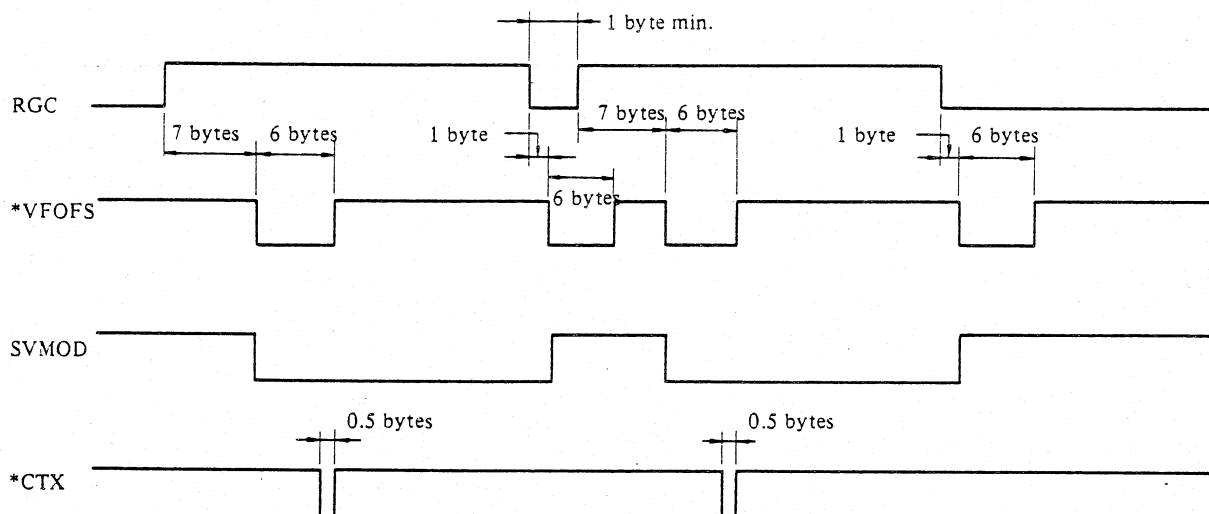 1 byte min.
RGC
7 bytes
6 bytes
1 byte
7 bytes
6 bytes
1 byte
6 bytes
*VFOFS
6 bytes
SVMOD
0.5 bytes
0.5 bytes
*CTX